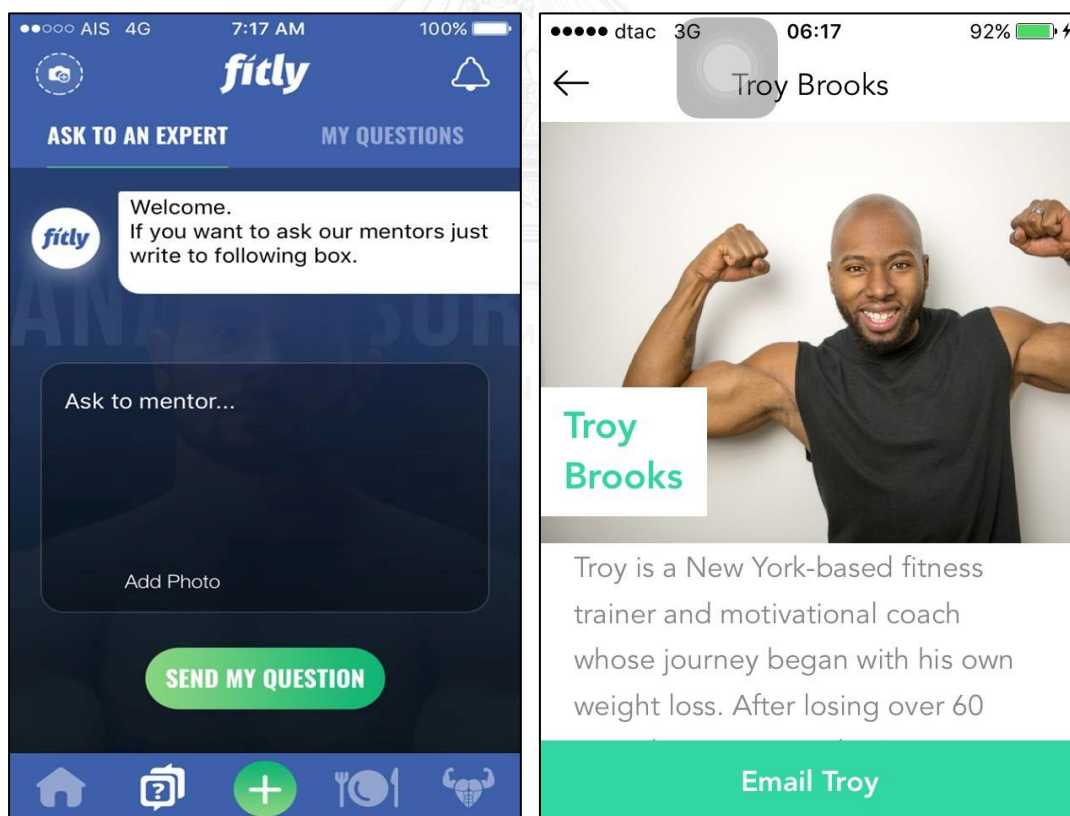 AIS 4G 7:17 AM 100%
fitly
ASK TO AN EXPERT MY QUESTIONS
fitly
Welcome.
If you want to ask our mentors just
write to following box.
Ask to mentor...
Add Photo
SEND MY QUESTION
?
dtac 3G 06:17 92%
Troy Brooks
Troy
Brooks
Troy is a New York-based fitness
trainer and motivational coach
whose journey began with his own
weight loss. After losing over 60
Email Troy